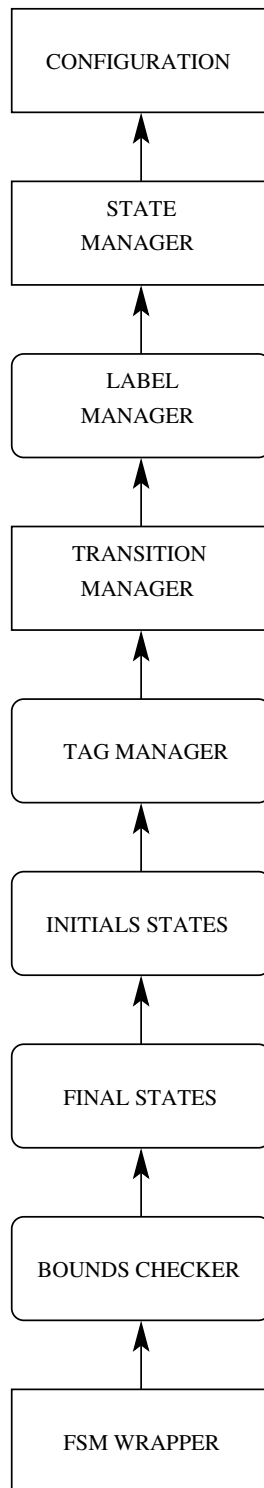 CONFIGURATION
STATE
MANAGER
LABEL
MANAGER
TRANSITION
MANAGER
TAG MANAGER
INITIALS STATES
FINAL STATES
BOUNDS CHECKER
FSM WRAPPER